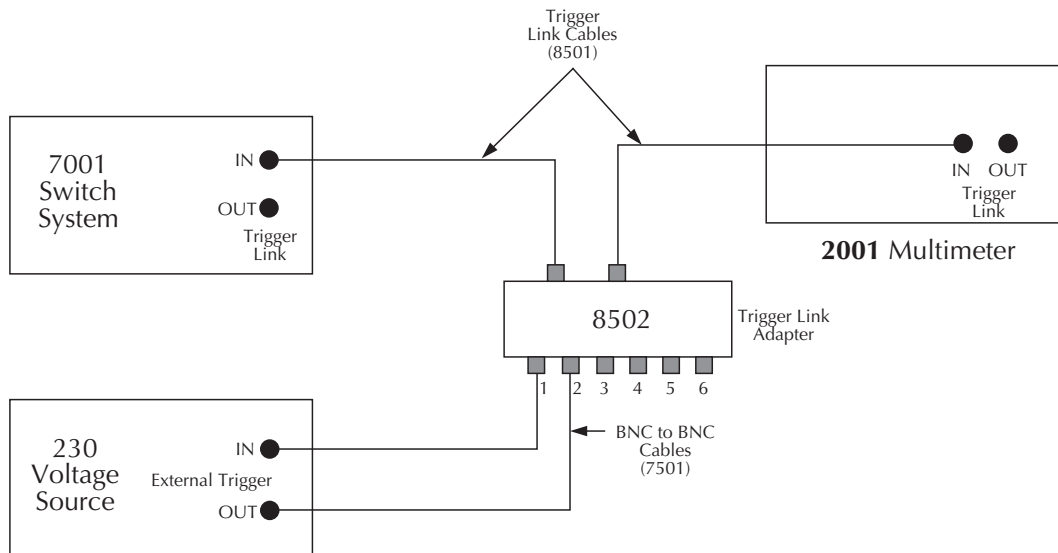 Trigger
Link Cables
(8501)
7001
Switch
System
IN
OUT
Trigger
Link
IN OUT
Trigger
Link
2001 Multimeter
8502
Trigger Link
Adapter
1 2 3 4 5 6
230
Voltage
Source
IN
External Trigger
OUT
BNC to BNC
Cables
(7501)